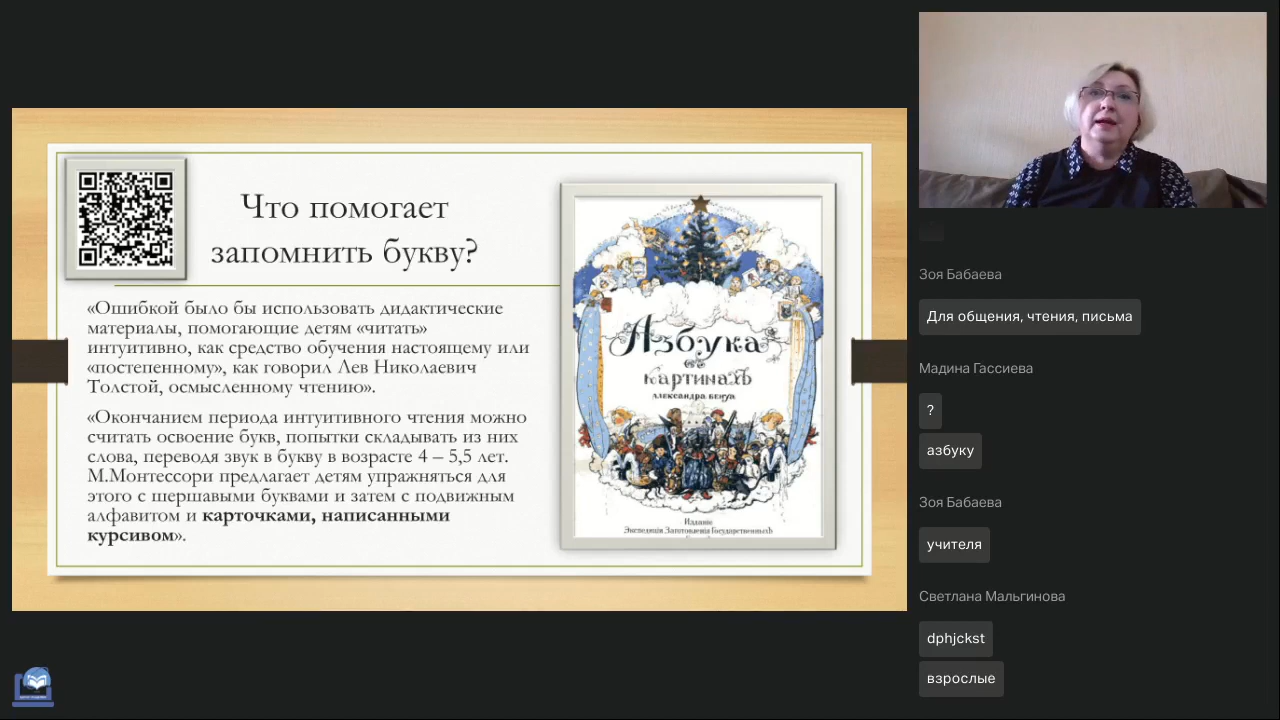 Что помогает
запомнить букву?
«Ошибкой было бы использовать дидактические
материалы, помогающие детям «читать»
интуитивно, как средство обучения настоящему или
«постепенному», как говорил Лев Николаевич
Толстой, осмысленному чтению».
«Окончанием периода интуитивного чтения можно
считать освоение букв, попытки складывать из них
слова, переводя звук в букву в возрасте 4 – 5,5 лет.
М.Монтессори предлагает детям упражняться для
этого с шершавыми буквами и затем с подвижным
алфавитом и карточками, написанными
курсивом».
Азбука
въ
картинахъ
Александра Бенуа
Изданіе
Экспедиціи Заготовленія Государственныхъ
Зоя Бабаева
Для общения, чтения, письма
Мадина Гассиева
?
азбуку
Зоя Бабаева
учителя
Светлана Мальгинова
dphjckst
взрослые